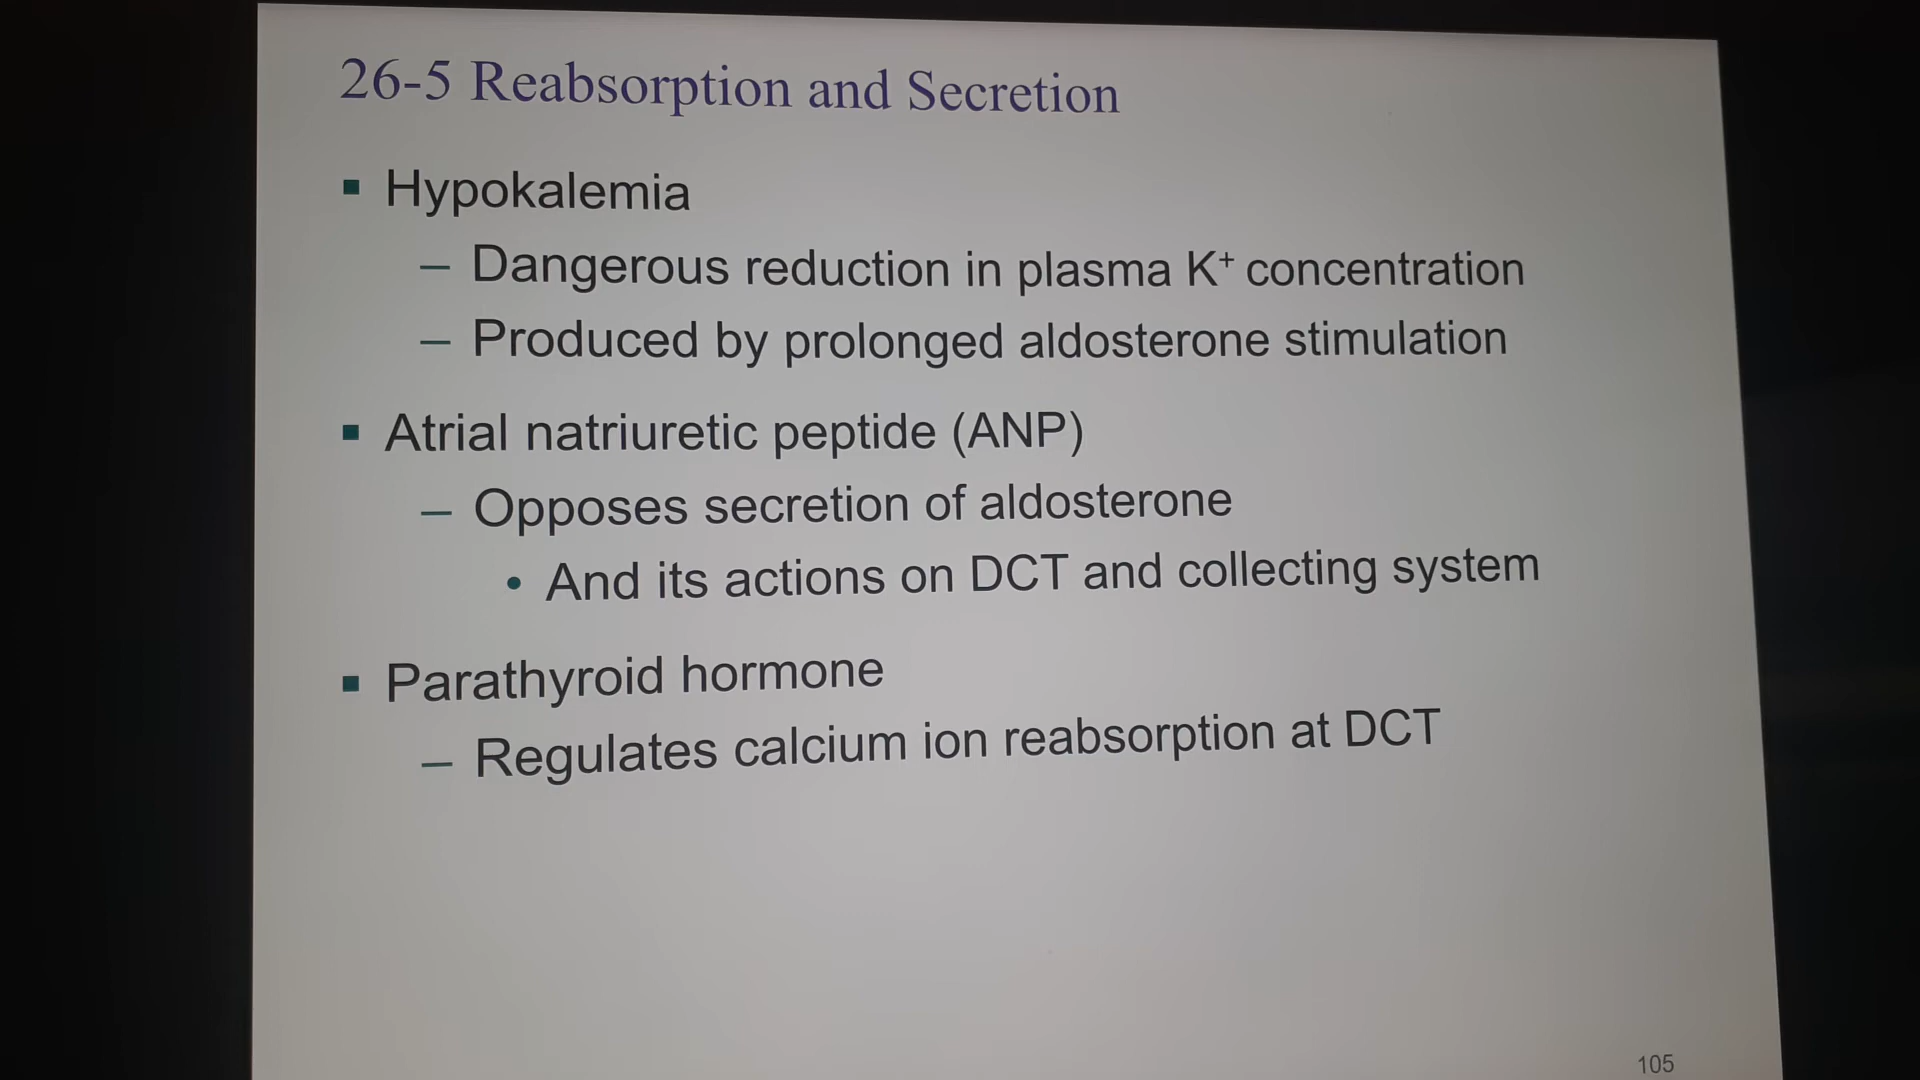 26-5 Reabsorption and Secretion
▪ Hypokalemia
– Dangerous reduction in plasma K⁺ concentration
– Produced by prolonged aldosterone stimulation
▪ Atrial natriuretic peptide (ANP)
– Opposes secretion of aldosterone
• And its actions on DCT and collecting system
▪ Parathyroid hormone
– Regulates calcium ion reabsorption at DCT
105